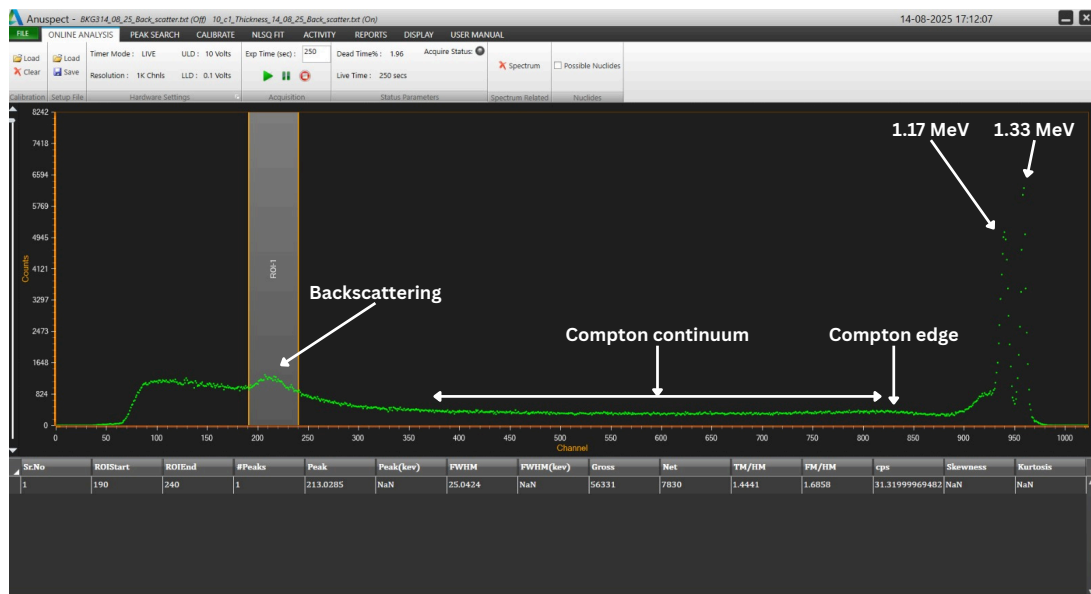 Anuspect - BKG314_08_25_Back_scatter.txt (Off) 10_c1_Thickness_14_08_25_Back_scatter.txt (On) 14-08-2025 17:12:07
FILE ONLINE ANALYSIS PEAK SEARCH CALIBRATE NLSQ FIT ACTIVITY REPORTS DISPLAY USER MANUAL
Load Load Timer Mode : LIVE ULD : 10 Volts Exp Time (sec) : 250 Dead Time% : 1.96 Acquire Status:
Spectrum Possible Nuclides
Clear Save Resolution : 1K Chnls LLD : 0.1 Volts Live Time : 250 secs
Calibration Setup File Hardware Settings Acquisition Status Parameters Spectrum Related Nuclides
8242
7418
6594
5769
4945
4121
3297
2473
1648
824
0
Counts
ROI-1
1.17 MeV 1.33 MeV
Backscattering
Compton continuum Compton edge
0 50 100 150 200 250 300 350 400 450 500 550 600 650 700 750 800 850 900 950 1000
Channel
Sr.No ROIStart ROIEnd #Peaks Peak Peak(kev) FWHM FWHM(kev) Gross Net TM/HM FM/HM cps Skewness Kurtosis
1 190 240 1 213.0285 NaN 25.0424 NaN 56331 7830 1.4441 1.6858 31.31999969482 NaN NaN